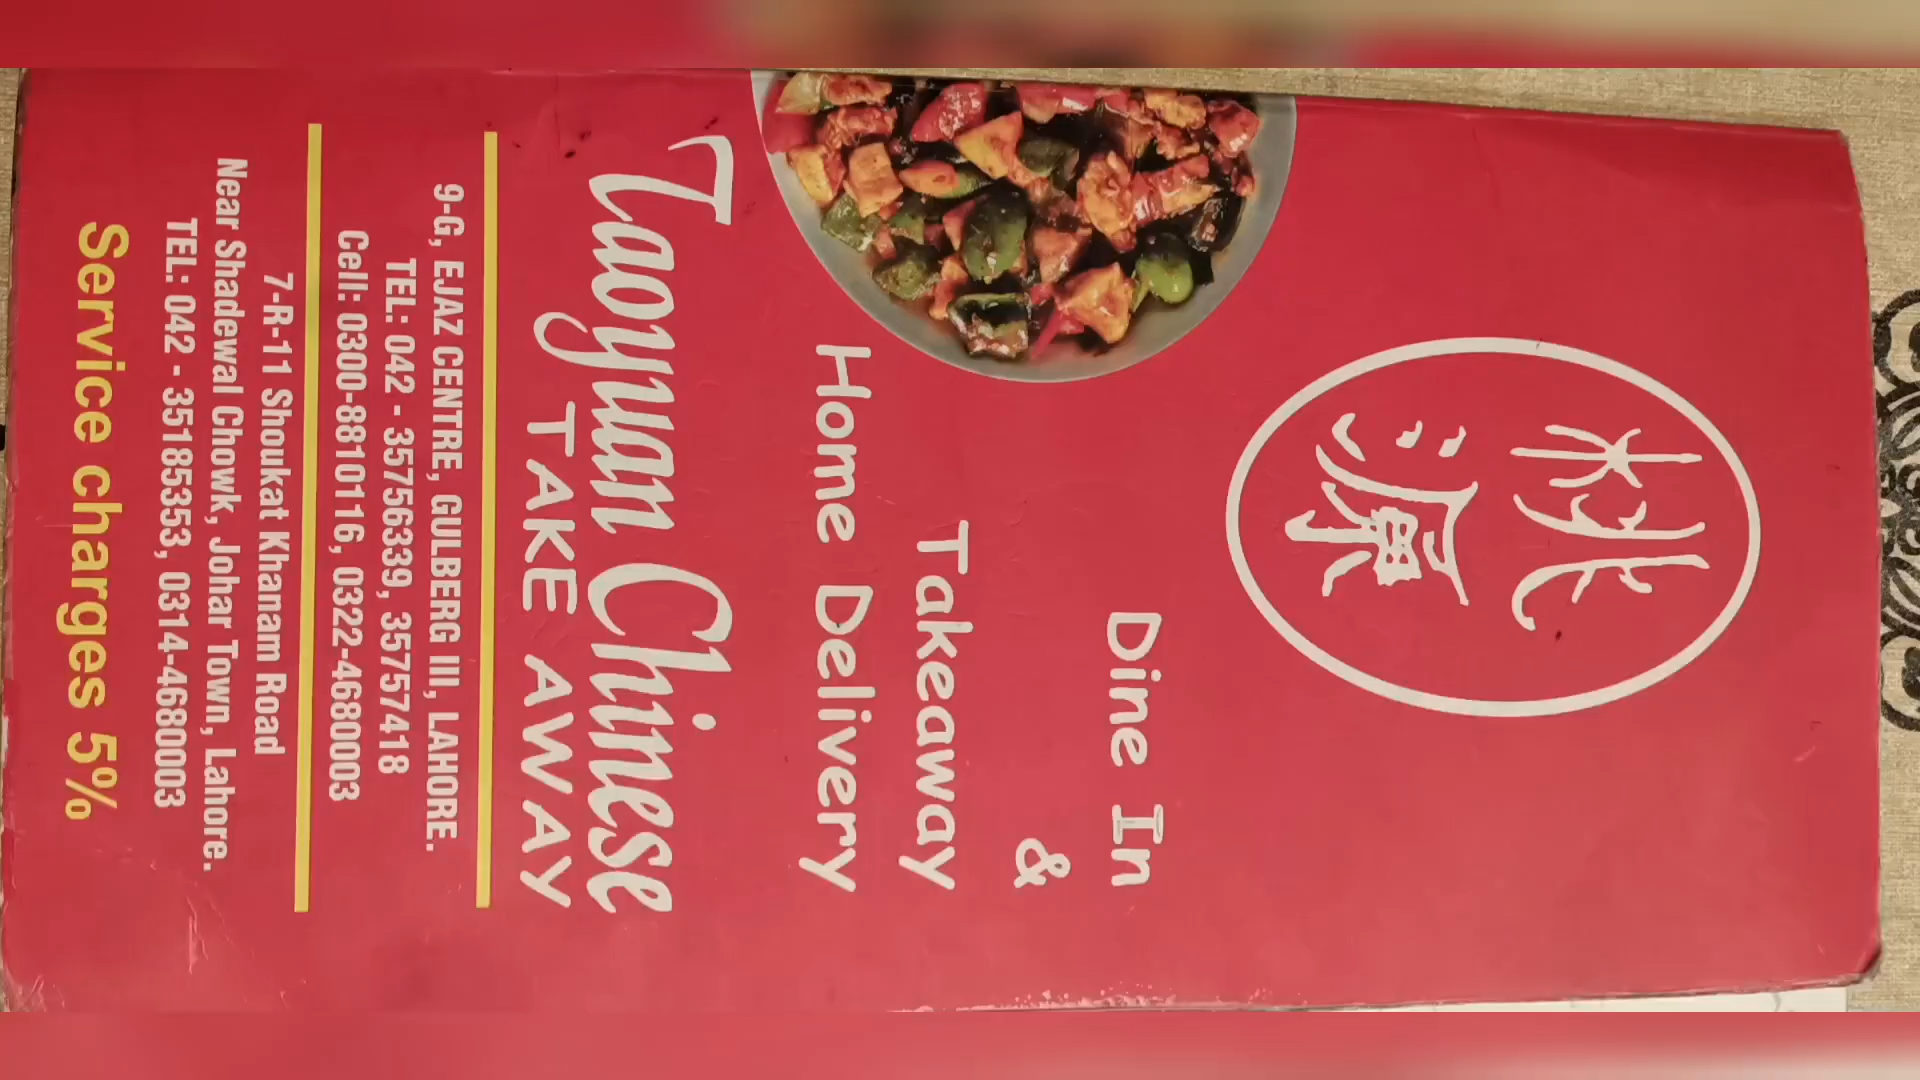 桃
源
Dine In
&
Takeaway
Home Delivery
Taoyuan Chinese
TAKE AWAY
9-G, EJAZ CENTRE, GULBERG III, LAHORE.
TEL: 042 - 35756339, 35757418
Cell: 0300-8810116, 0322-4680003
7-R-11 Shoukat Khanam Road
Near Shadewal Chowk, Johar Town, Lahore.
TEL: 042 - 35185353, 0314-4680003
Service charges 5%